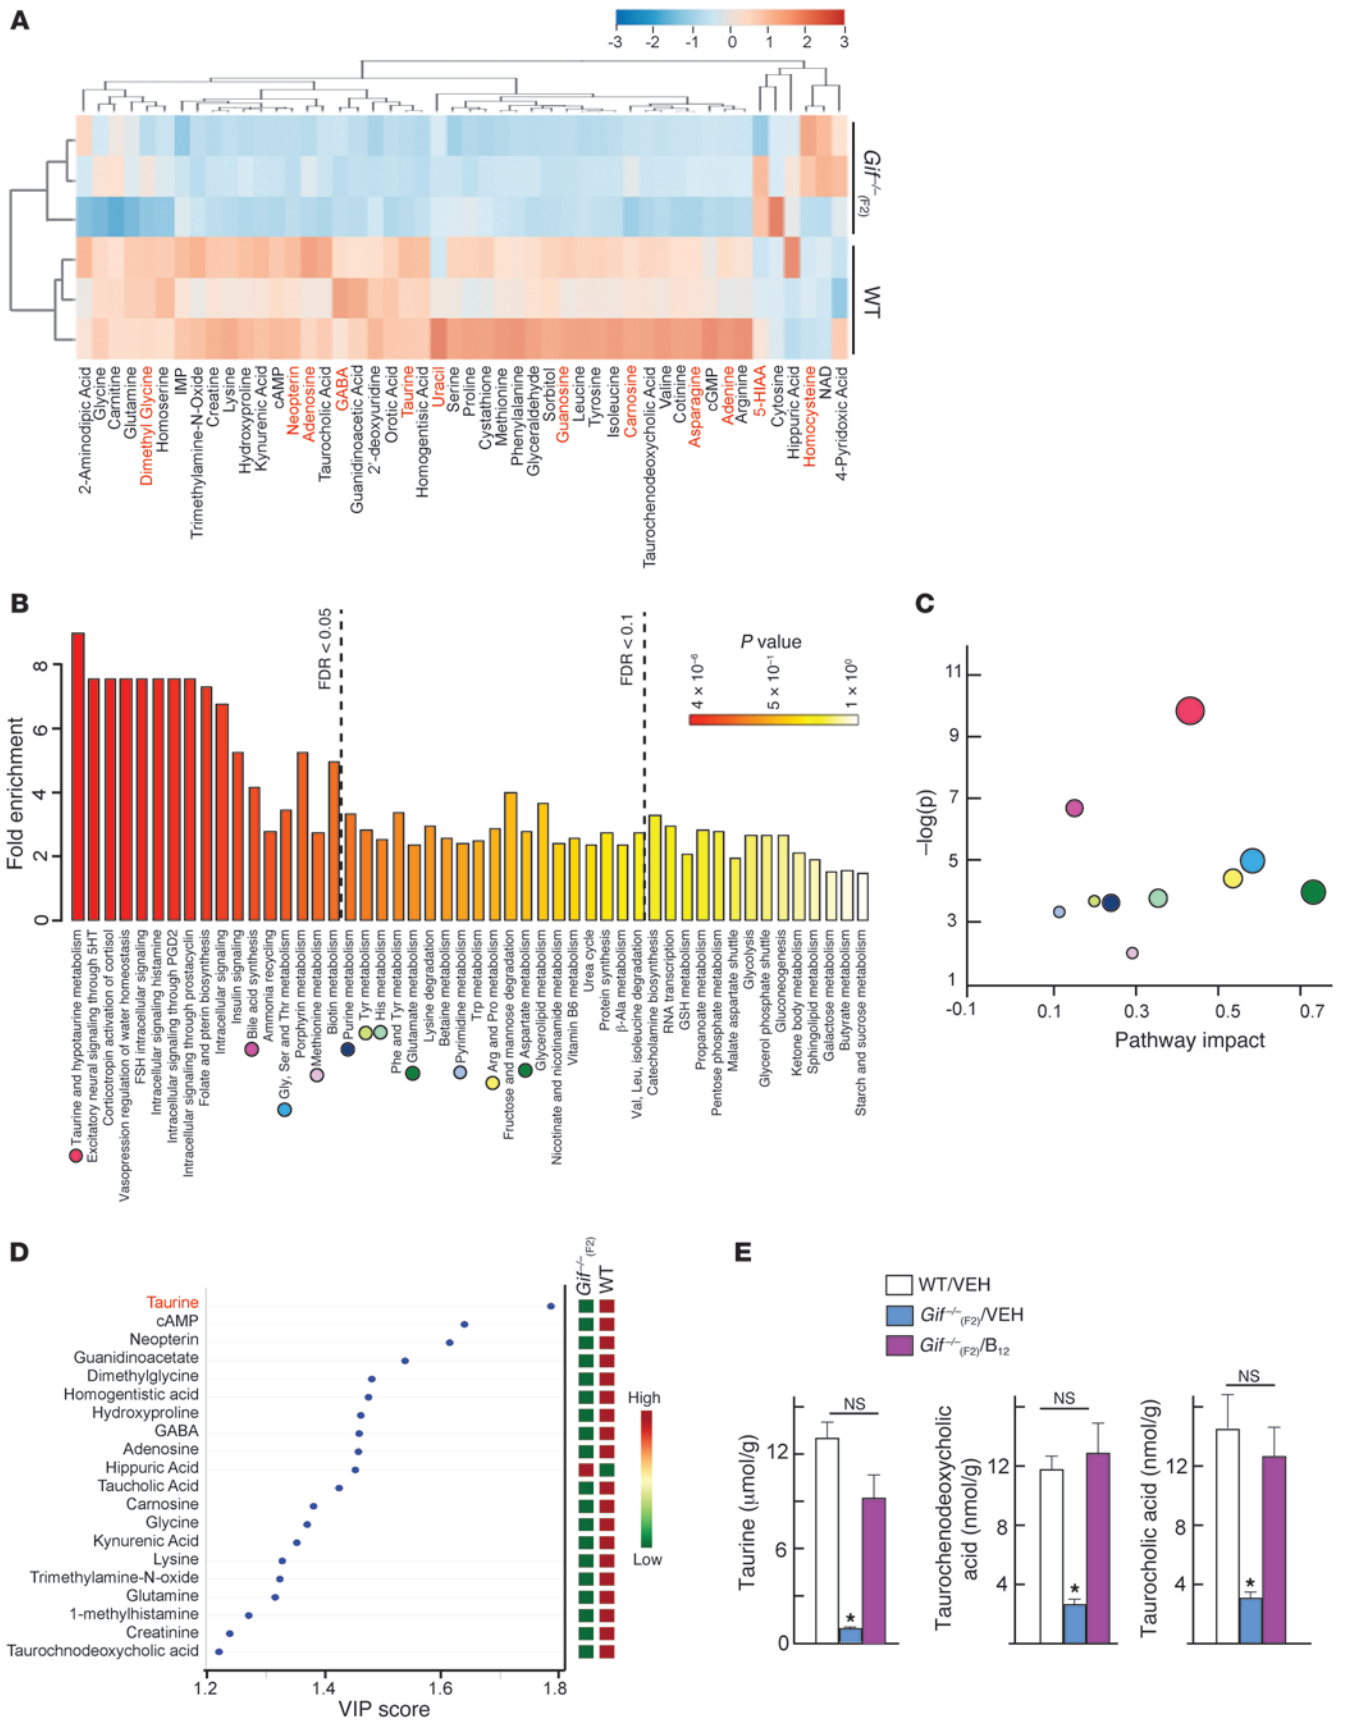 A
-3 -2 -1 0 1 2 3
Gif−/−(F2)
WT
2-Aminodipic Acid
Glycine
Carnitine
Glutamine
Dimethyl Glycine
Homoserine
IMP
Trimethylamine-N-Oxide
Creatine
Lysine
Hydroxyproline
Kynurenic Acid
cAMP
Neopterin
Adenosine
Taurocholic Acid
GABA
Guanidinoacetic Acid
2'-deoxyuridine
Orotic Acid
Taurine
Homogentisic Acid
Uracil
Serine
Proline
Cystathione
Methionine
Phenylalanine
Glyceraldehyde
Sorbitol
Guanosine
Leucine
Tyrosine
Isoleucine
Carnosine
Taurochenodeoxycholic Acid
Valine
Cotinine
Asparagine
cGMP
Adenine
Arginine
5-HIAA
Cytosine
Hippuric Acid
Homocysteine
NAD
4-Pyridoxic Acid
B
Fold enrichment
8
6
4
2
0
FDR < 0.05
FDR < 0.1
P value
4 × 10−6
5 × 10−1
1 × 100
Taurine and hypotaurine metabolism
Excitatory neural signaling through 5HT
Corticotropin activation of cortisol
Vasopression regulation of water homeostasis
FSH intracellular signaling
Intracellular signaling histamine
Intracellular signaling through PGD2
Intracellular signaling through prostacyclin
Folate and pterin biosynthesis
Intracellular signaling
Insulin signaling
Bile acid synthesis
Ammonia recycling
Gly, Ser and Thr metabolism
Porphyrin metabolism
Methionine metabolism
Biotin metabolism
Purine metabolism
Tyr metabolism
His metabolism
Phe and Tyr metabolism
Glutamate metabolism
Lysine degradation
Betaine metabolism
Pyrimidine metabolism
Trp metabolism
Arg and Pro metabolism
Fructose and mannose degradation
Aspartate metabolism
Glycerolipid metabolism
Nicotinate and nicotinamide metabolism
Vitamin B6 metabolism
Urea cycle
Protein synthesis
β-Ala metabolism
Val, Leu, isoleucine degradation
Catecholamine biosynthesis
RNA transcription
GSH metabolism
Propanoate metabolism
Pentose phosphate metabolism
Malate aspartate shuttle
Glycolysis
Glycerol phosphate shuttle
Gluconeogenesis
Ketone body metabolism
Sphingolipid metabolism
Galactose metabolism
Butyrate metabolism
Starch and sucrose metabolism
C
–log(p)
11
9
7
5
3
1
-0.1 0.1 0.3 0.5 0.7
Pathway impact
D
Gif−/−(F2)
WT
Taurine
cAMP
Neopterin
Guanidinoacetate
Dimethylglycine
Homogentistic acid
Hydroxyproline
GABA
Adenosine
Hippuric Acid
Taucholic Acid
Carnosine
Glycine
Kynurenic Acid
Lysine
Trimethylamine-N-oxide
Glutamine
1-methylhistamine
Creatinine
Taurochnodeoxycholic acid
High
Low
1.2 1.4 1.6 1.8
VIP score
E
WT/VEH
Gif−/−(F2)/VEH
Gif−/−(F2)/B12
Taurine (μmol/g)
12
6
0
NS
*
Taurochenodeoxycholic
acid (nmol/g)
12
8
4
NS
*
Taurocholic acid (nmol/g)
12
8
4
NS
*